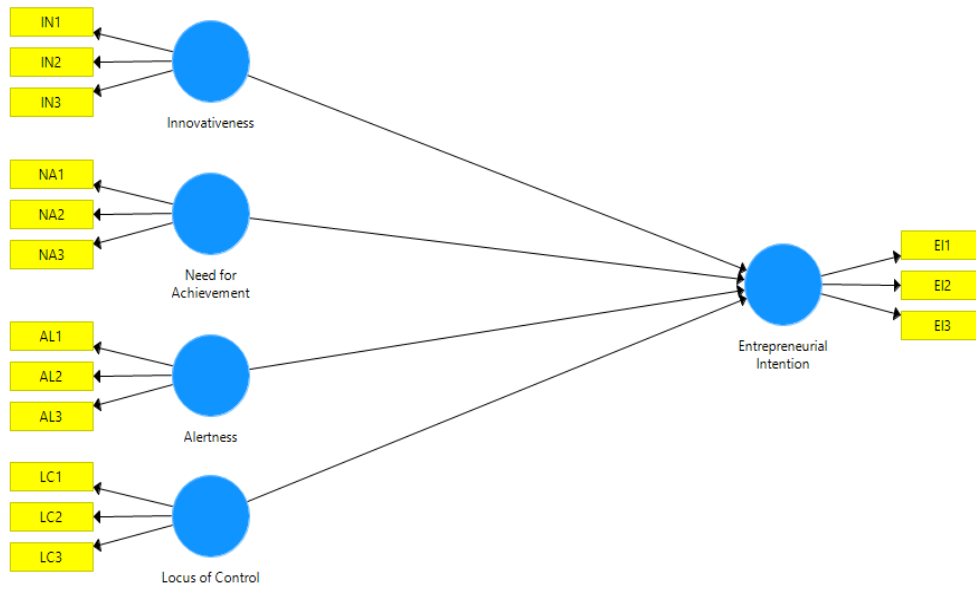 IN1
IN2
IN3
Innovativeness
NA1
NA2
NA3
Need for
Achievement
AL1
AL2
AL3
Alertness
LC1
LC2
LC3
Locus of Control
EI1
EI2
EI3
Entrepreneurial
Intention